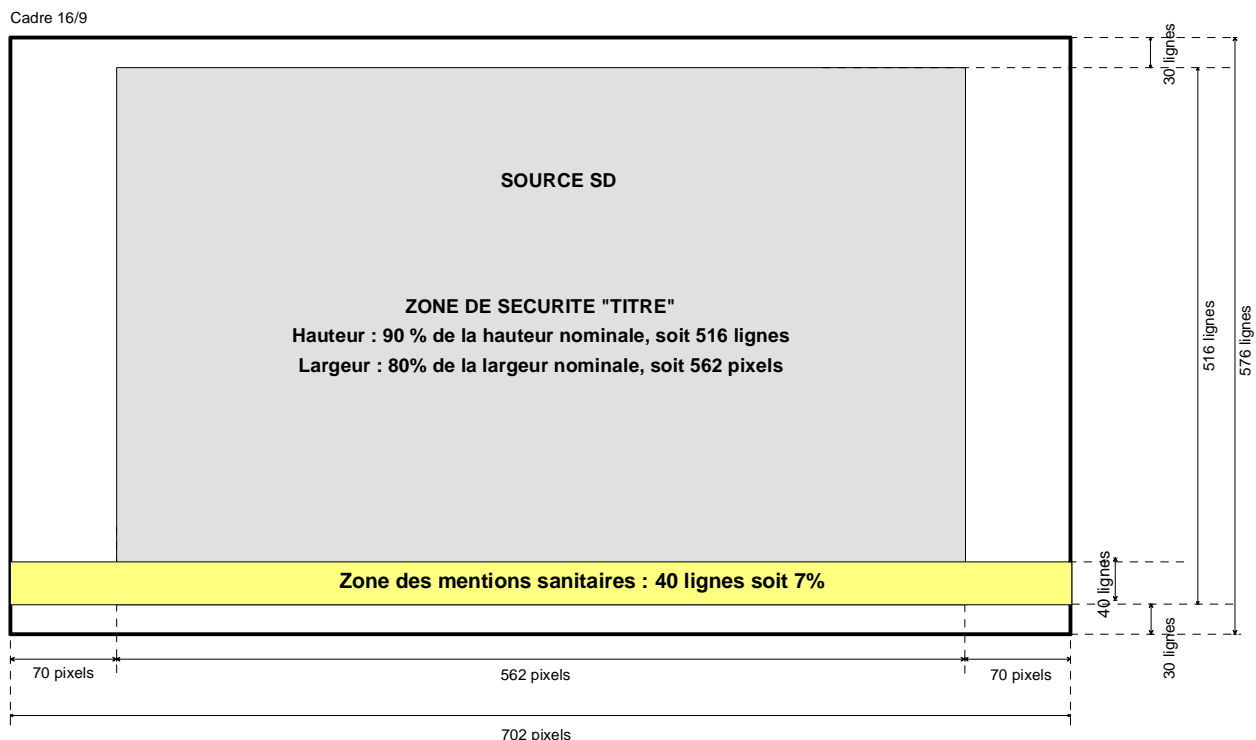 Cadre 16/9
30 lignes
SOURCE SD
ZONE DE SECURITE "TITRE"
Hauteur : 90 % de la hauteur nominale, soit 516 lignes
Largeur : 80% de la largeur nominale, soit 562 pixels
516 lignes
576 lignes
Zone des mentions sanitaires : 40 lignes soit 7%
40 lignes
30 lignes
70 pixels
562 pixels
70 pixels
702 pixels